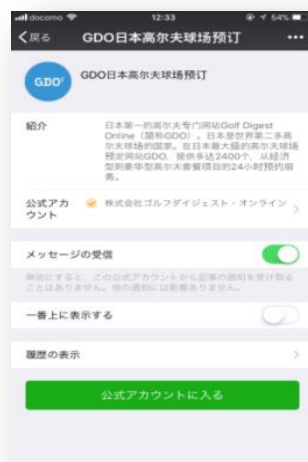 docomo 12:33 54%
戻る GDO日本高尔夫球场预订
GDO GDO日本高尔夫球场预订
紹介 日本第一的高尔夫专门网站Golf Digest
Online（简称GDO）。日本是世界第二多高
尔夫球场的国家。在日本最大级的高尔夫球场
预定网站GDO，提供多达2400个，从经济
型到豪华型高尔夫套餐项目的24小时预约服
务。
公式アカ 株式会社ゴルフダイジェスト・オンライン
ウント
メッセージの受信
無効にすると、この公式アカウントから記事の通知を受け取る
ことはありません。他の通知には影響ありません。
一番上に表示する
履歴の表示
公式アカウントに入る